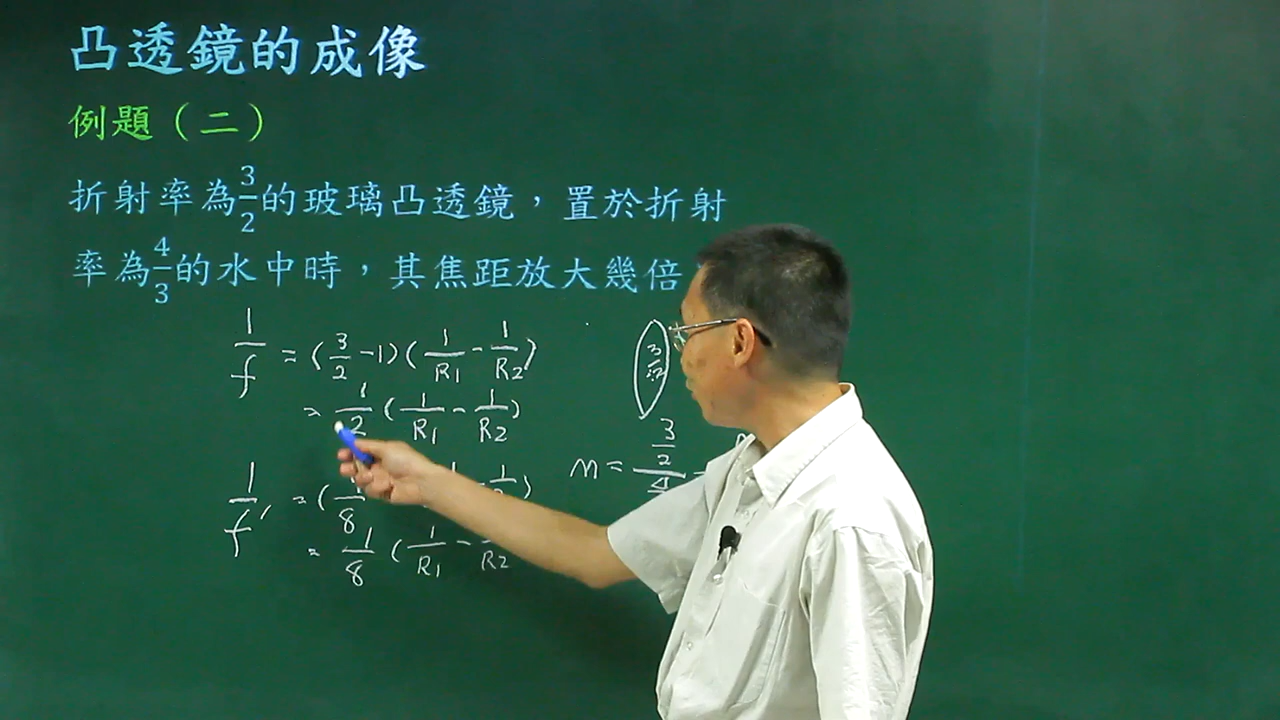 凸透鏡的成像
例題（二）
折射率為3/2的玻璃凸透鏡，置於折射
率為4/3的水中時，其焦距放大幾倍
1/f = (3/2 - 1)(1/R1 - 1/R2)
= 1/2 (1/R1 - 1/R2)
3/2
n = 3/2 / 4
1/f' = ( 8 )
= 1/8 (1/R1 - R2